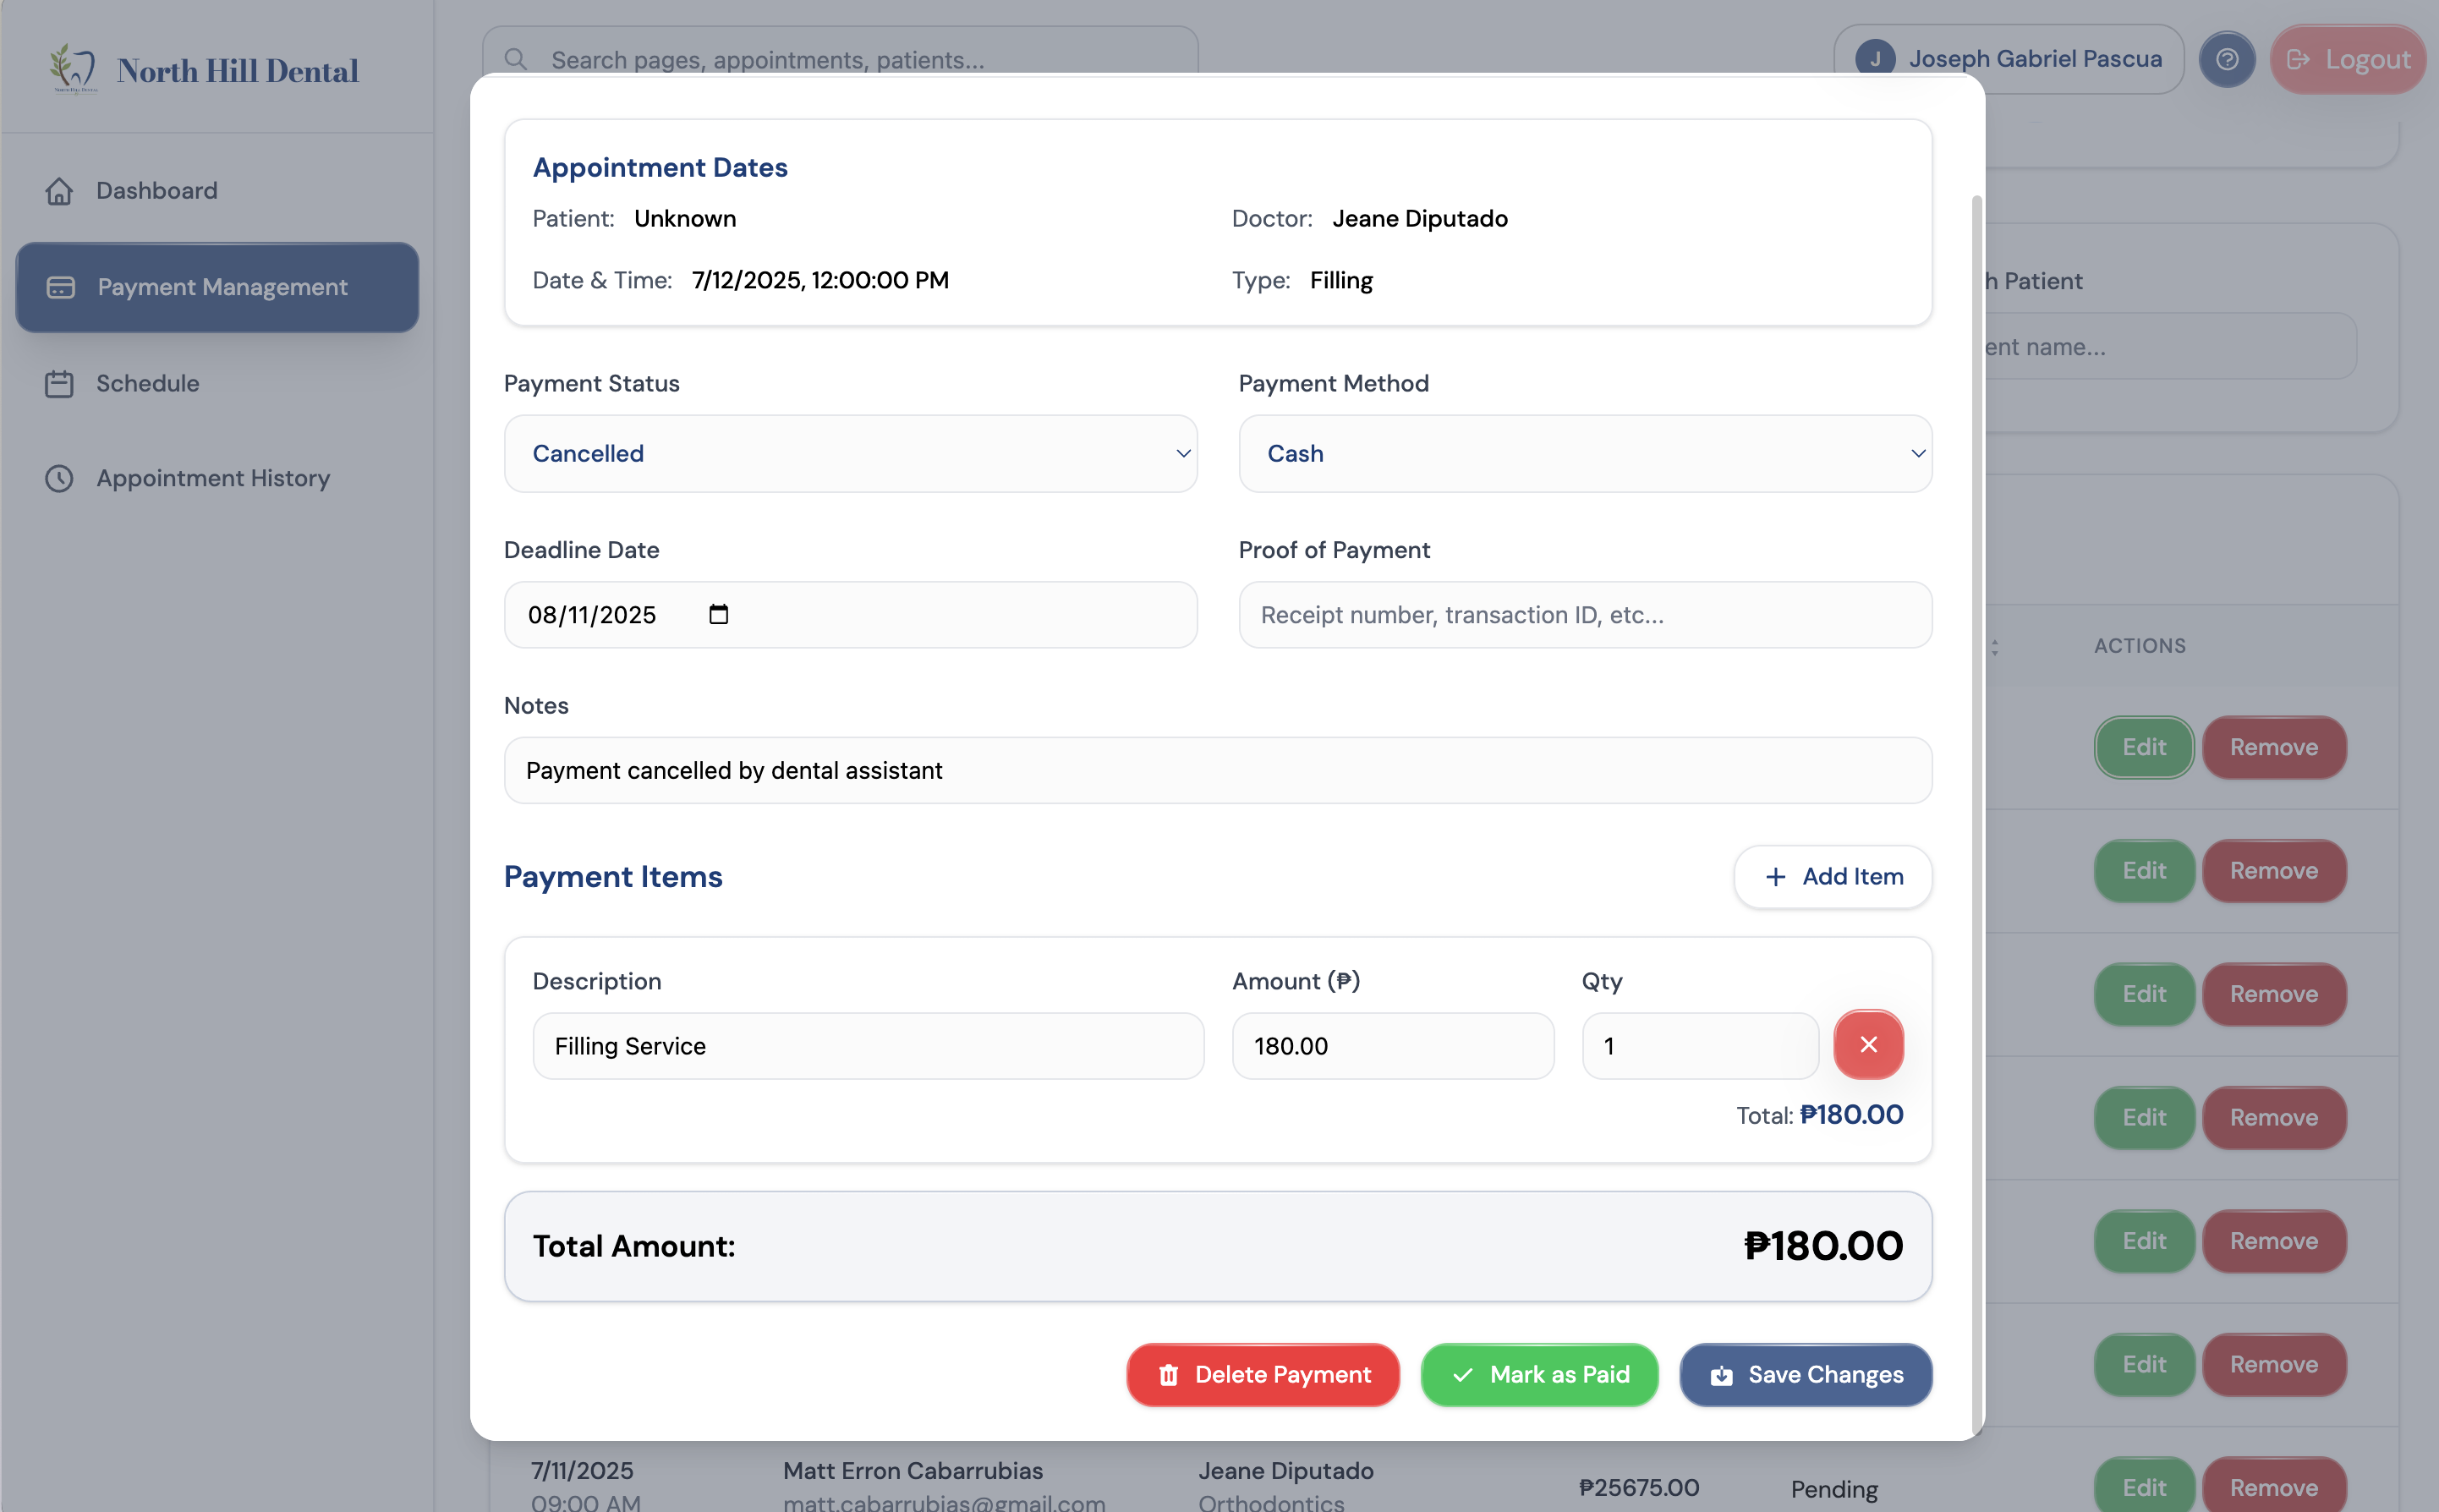 North Hill Dental
Search pages, appointments, patients...
J
Joseph Gabriel Pascua
Logout
Dashboard
Payment Management
Schedule
Appointment History
Appointment Dates
Patient: Unknown
Doctor: Jeane Diputado
Date & Time: 7/12/2025, 12:00:00 PM
Type: Filling
Payment Status
Payment Method
Cancelled
Cash
Deadline Date
Proof of Payment
08/11/2025
Receipt number, transaction ID, etc...
Notes
Payment cancelled by dental assistant
Payment Items
+ Add Item
Description
Amount (₱)
Qty
Filling Service
180.00
1
Total: ₱180.00
Total Amount:
₱180.00
Delete Payment
Mark as Paid
Save Changes
h Patient
ent name...
ACTIONS
Edit
Remove
Edit
Remove
Edit
Remove
Edit
Remove
Edit
Remove
Edit
Remove
7/11/2025
Matt Erron Cabarrubias
Jeane Diputado
₱25675.00
Pending
Edit
Remove
09:00 AM
matt.cabarrubias@gmail.com
Orthodontics